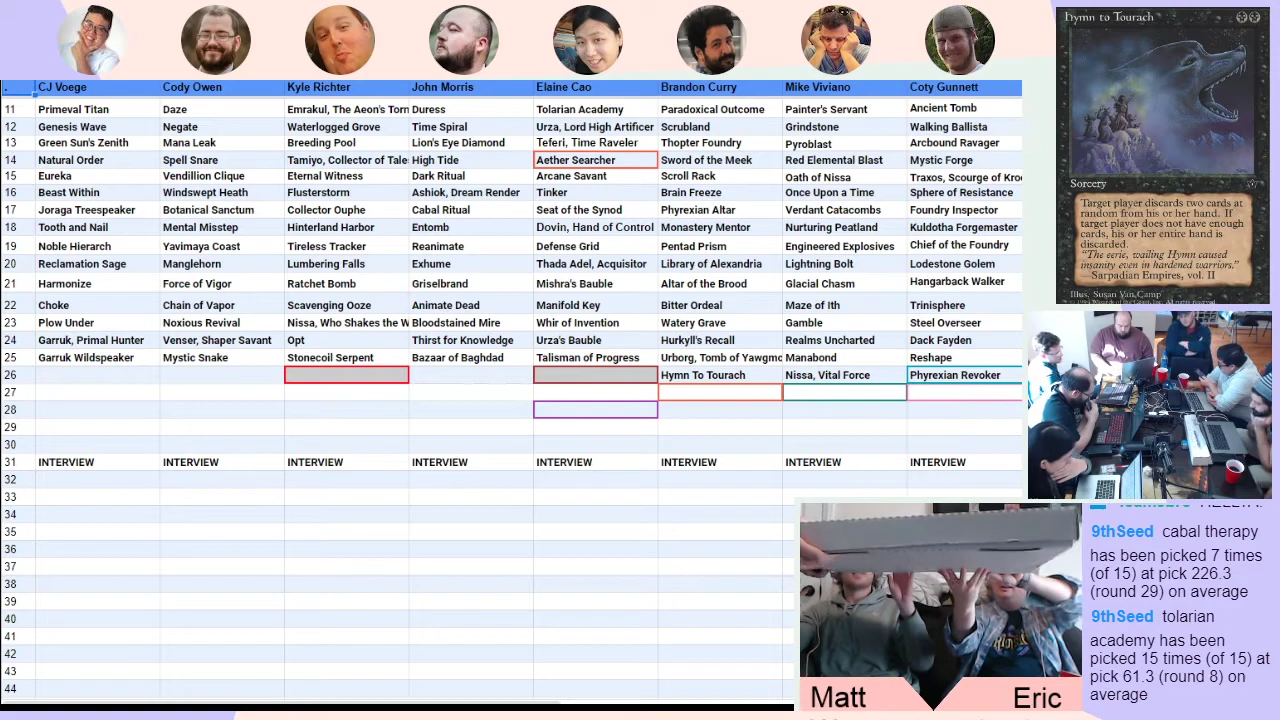 . CJ Voege Cody Owen Kyle Richter John Morris Elaine Cao Brandon Curry Mike Viviano Coty Gunnett
11 Primeval Titan Daze Emrakul, The Aeon's Torn Duress Tolarian Academy Paradoxical Outcome Painter's Servant Ancient Tomb
12 Genesis Wave Negate Waterlogged Grove Time Spiral Urza, Lord High Artificer Scrubland Grindstone Walking Ballista
13 Green Sun's Zenith Mana Leak Breeding Pool Lion's Eye Diamond Teferi, Time Raveler Thopter Foundry Pyroblast Arcbound Ravager
14 Natural Order Spell Snare Tamiyo, Collector of Tale High Tide Aether Searcher Sword of the Meek Red Elemental Blast Mystic Forge
15 Eureka Vendillion Clique Eternal Witness Dark Ritual Arcane Savant Scroll Rack Oath of Nissa Traxos, Scourge of Kroo
16 Beast Within Windswept Heath Flusterstorm Ashiok, Dream Render Tinker Brain Freeze Once Upon a Time Sphere of Resistance
17 Joraga Treespeaker Botanical Sanctum Collector Ouphe Cabal Ritual Seat of the Synod Phyrexian Altar Verdant Catacombs Foundry Inspector
18 Tooth and Nail Mental Misstep Hinterland Harbor Entomb Dovin, Hand of Control Monastery Mentor Nurturing Peatland Kuldotha Forgemaster
19 Noble Hierarch Yavimaya Coast Tireless Tracker Reanimate Defense Grid Pentad Prism Engineered Explosives Chief of the Foundry
20 Reclamation Sage Manglehorn Lumbering Falls Exhume Thada Adel, Acquisitor Library of Alexandria Lightning Bolt Lodestone Golem
21 Harmonize Force of Vigor Ratchet Bomb Griselbrand Mishra's Bauble Altar of the Brood Glacial Chasm Hangarback Walker
22 Choke Chain of Vapor Scavenging Ooze Animate Dead Manifold Key Bitter Ordeal Maze of Ith Trinisphere
23 Plow Under Noxious Revival Nissa, Who Shakes the W Bloodstained Mire Whir of Invention Watery Grave Gamble Steel Overseer
24 Garruk, Primal Hunter Venser, Shaper Savant Opt Thirst for Knowledge Urza's Bauble Hurkyll's Recall Realms Uncharted Dack Fayden
25 Garruk Wildspeaker Mystic Snake Stonecoil Serpent Bazaar of Baghdad Talisman of Progress Urborg, Tomb of Yawgmo Manabond Reshape
26 Hymn To Tourach Nissa, Vital Force Phyrexian Revoker
27
28
29
30
31 INTERVIEW INTERVIEW INTERVIEW INTERVIEW INTERVIEW INTERVIEW INTERVIEW INTERVIEW
32
33
34
35
36
37
38
39
40
41
42
43
44
Hymn to Tourach
Sorcery
Target player discards two cards at
random from his or her hand. If
target player does not have enough
cards, his or her entire hand is
discarded.
"The eerie, wailing Hymn caused
insanity even in hardened warriors."
—Sarpadian Empires, vol. II
Illus. Susan Van Camp
9thSeed cabal therapy
has been picked 7 times
(of 15) at pick 226.3
(round 29) on average
9thSeed tolarian
academy has been
picked 15 times (of 15) at
pick 61.3 (round 8) on
average
Matt Eric